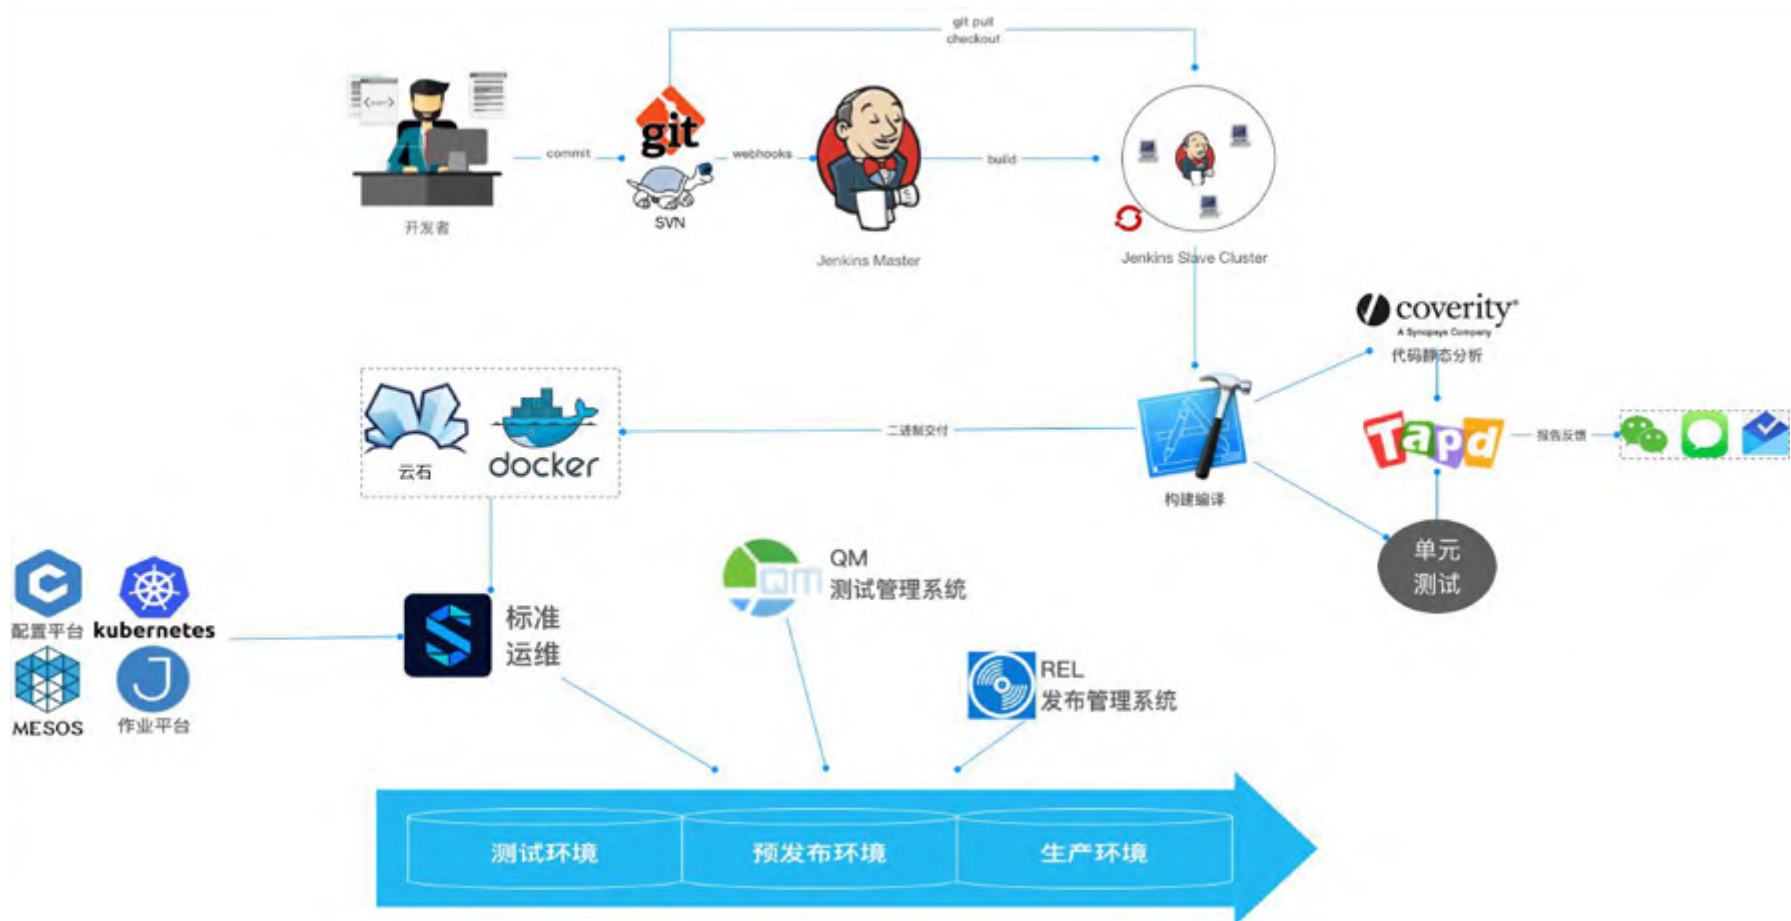 git pull
checkout
git
commit
webhooks
build
SVN
开发者
Jenkins Master
Jenkins Slave Cluster
coverity
A Synopsys Company
代码静态分析
云石
docker
二进制交付
构建编译
Tapd
报告反馈
单元
测试
QM
QM
测试管理系统
配置平台
kubernetes
MESOS
作业平台
标准
运维
REL
发布管理系统
测试环境
预发布环境
生产环境